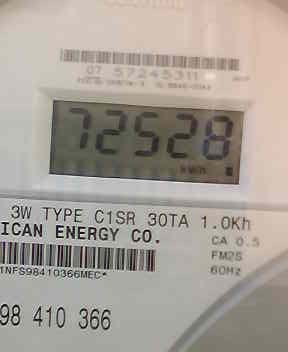 07 57245311
72528
kWh
3W TYPE C1SR 30TA 1.0Kh
ICAN ENERGY CO.
CA 0.5
FM2S
60Hz
1NFS98410366MEC*
98 410 366